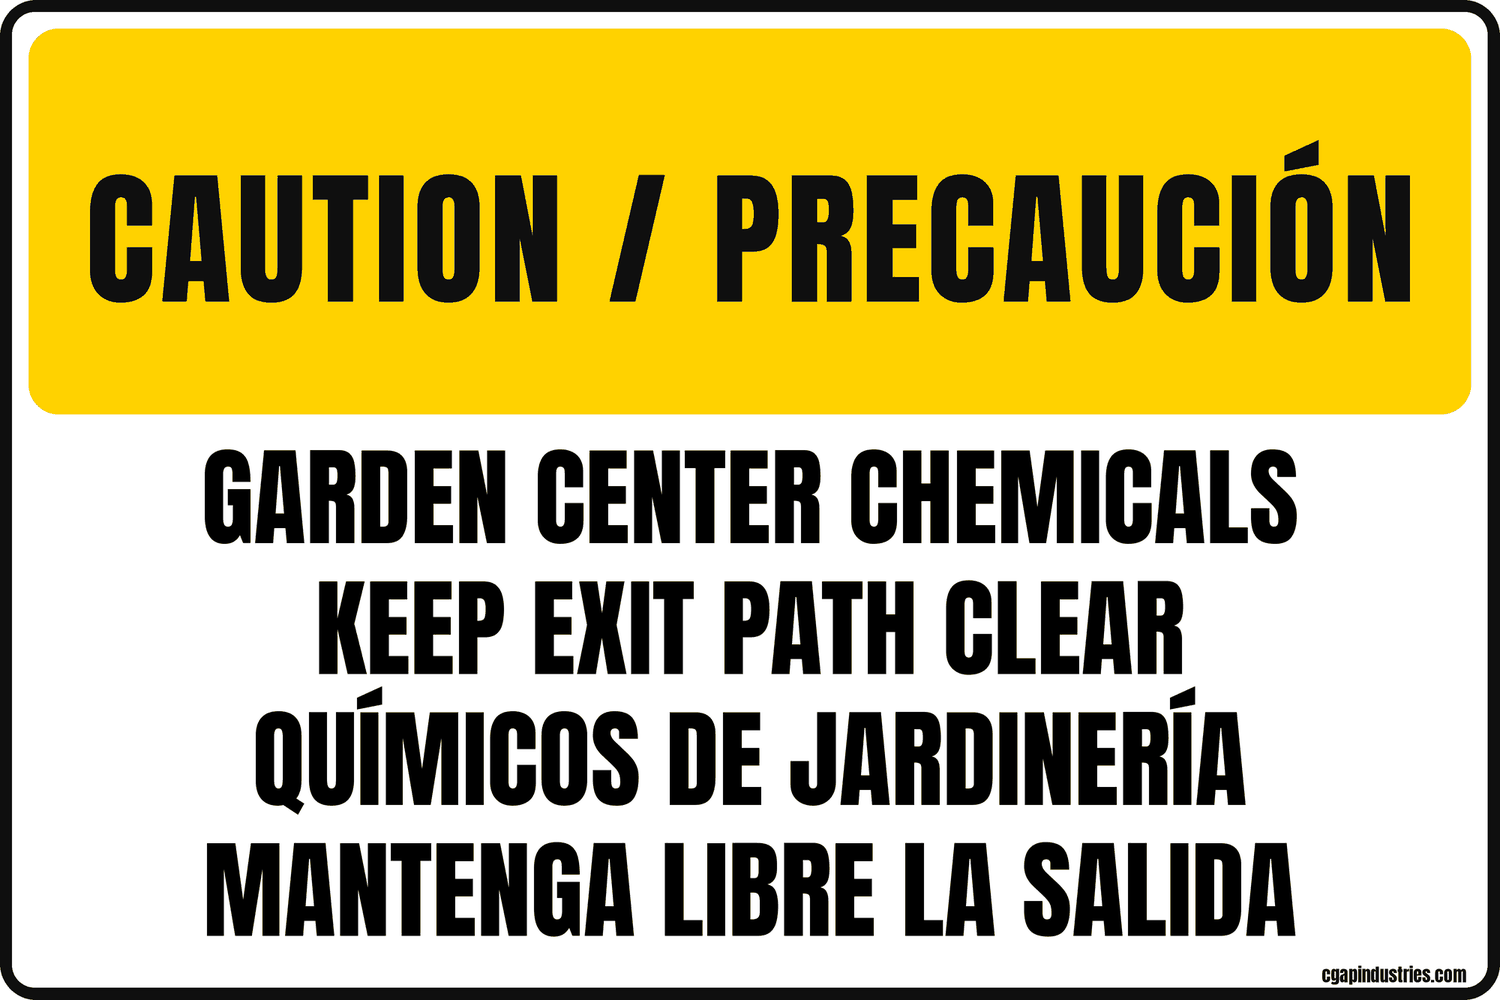 CAUTION / PRECAUCIÓN
GARDEN CENTER CHEMICALS
KEEP EXIT PATH CLEAR
QUÍMICOS DE JARDINERÍA
MANTENGA LIBRE LA SALIDA
cgapindustries.com